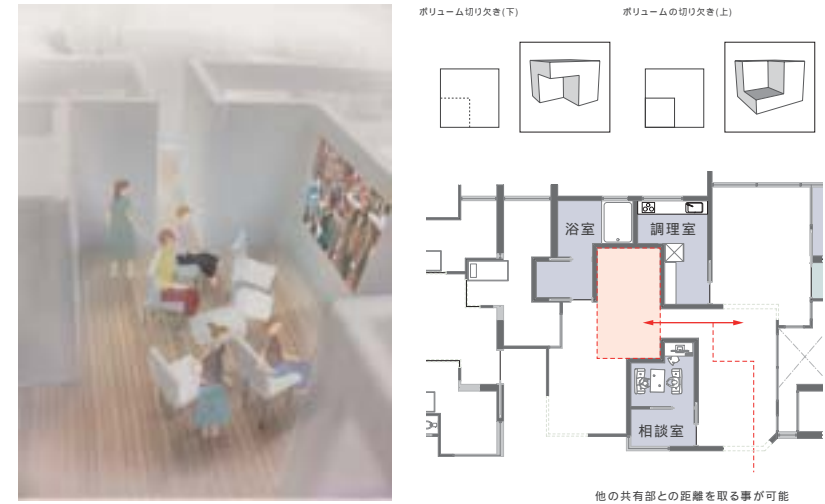 ボリューム切り欠き(下)
ボリュームの切り欠き(上)
浴室
調理室
相談室
他の共有部との距離を取る事が可能